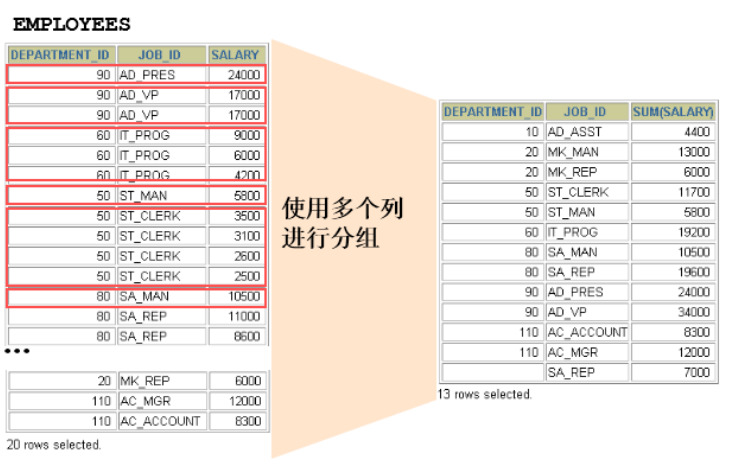 EMPLOYEES
DEPARTMENT_ID JOB_ID SALARY
90 AD_PRES 24000
90 AD_VP 17000
90 AD_VP 17000
60 IT_PROG 9000
60 IT_PROG 6000
60 IT_PROG 4200
50 ST_MAN 5800
50 ST_CLERK 3500
50 ST_CLERK 3100
50 ST_CLERK 2600
50 ST_CLERK 2500
80 SA_MAN 10500
80 SA_REP 11000
80 SA_REP 8600
•••
20 MK_REP 6000
110 AC_MGR 12000
110 AC_ACCOUNT 8300
20 rows selected.
使用多个列
进行分组
DEPARTMENT_ID JOB_ID SUM(SALARY)
10 AD_ASST 4400
20 MK_MAN 13000
20 MK_REP 6000
50 ST_CLERK 11700
50 ST_MAN 5800
60 IT_PROG 19200
80 SA_MAN 10500
80 SA_REP 19600
90 AD_PRES 24000
90 AD_VP 34000
110 AC_ACCOUNT 8300
110 AC_MGR 12000
SA_REP 7000
13 rows selected.